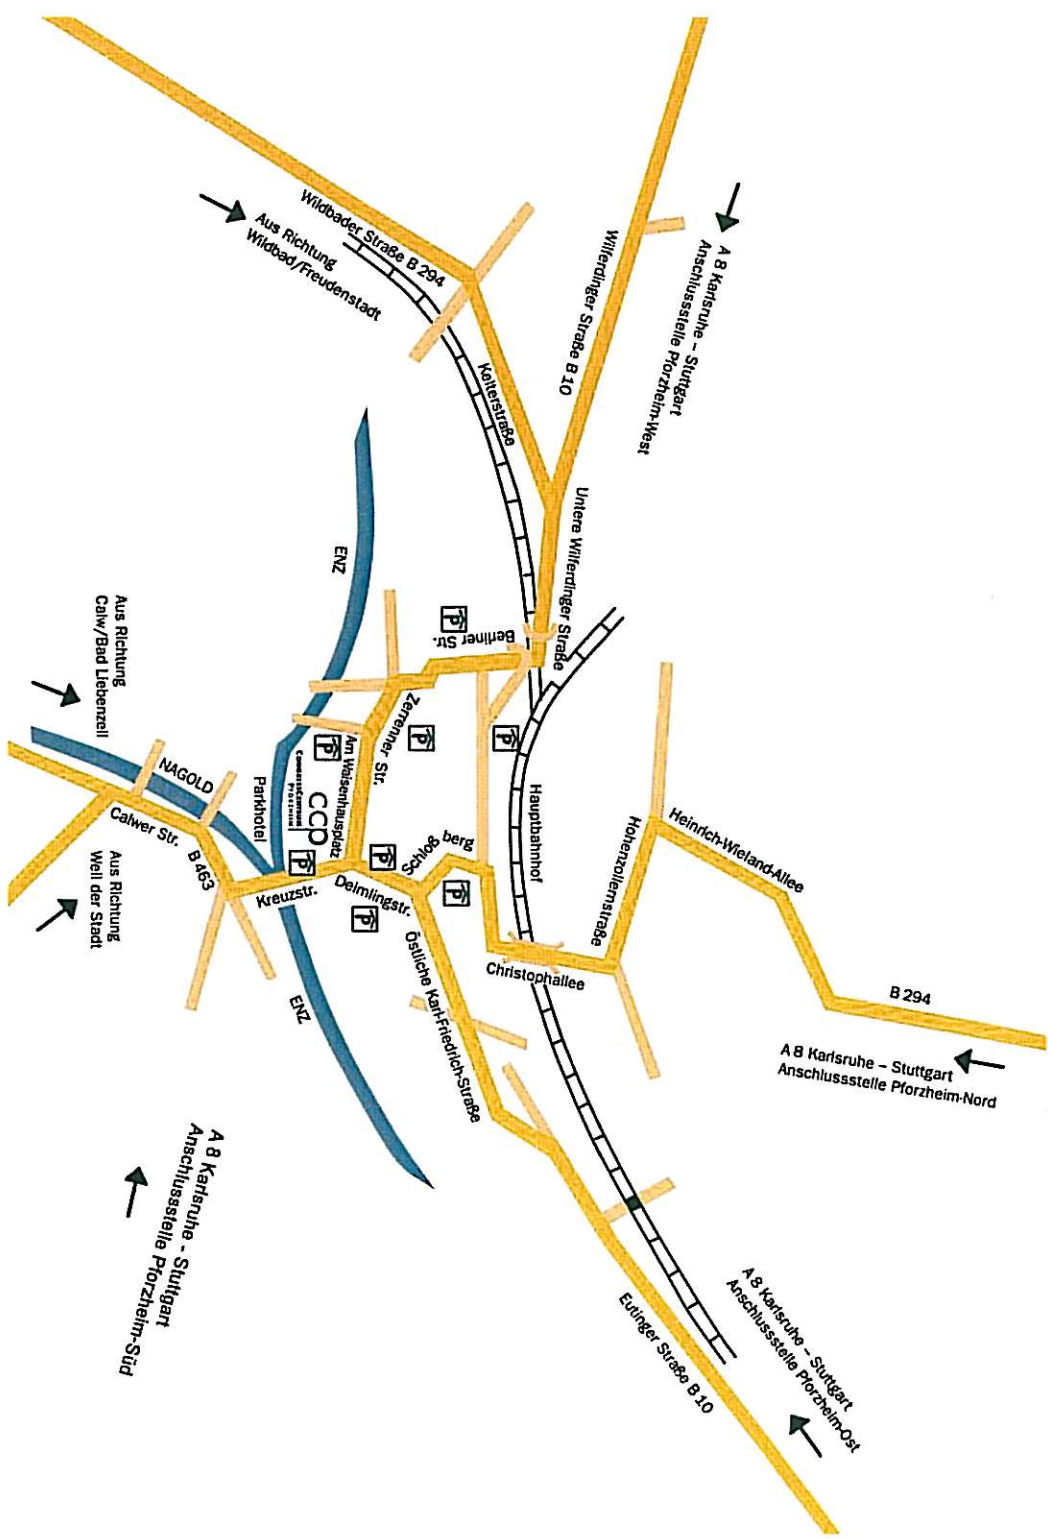 A 8 Karlsruhe – Stuttgart
Anschlussstelle Pforzheim-West
Wilferdinger Straße B 10
Wildbader Straße B 294
Aus Richtung
Wildbad/Freudenstadt
Kelterstraße
Untere Wilferdinger Straße
ENZ
Berliner Str.
P
Zerrenner Str.
P
P
P
Am Waisenhausplatz
CCP
CONGRESSCENTRUM
PFORZHEIM
Parkhotel
P
P
Schloß berg
P
P
Deimlingstr.
Kreuzstr.
Hauptbahnhof
Hohenzollernstraße
Heinrich-Wieland-Allee
B 294
A 8 Karlsruhe – Stuttgart
Anschlussstelle Pforzheim-Nord
Christophallee
Östliche Karl-Friedrich-Straße
ENZ
Aus Richtung
Calw/Bad Liebenzell
NAGOLD
Calwer Str.
B 463
Aus Richtung
Weil der Stadt
A 8 Karlsruhe - Stuttgart
Anschlussstelle Pforzheim-Süd
A 8 Karlsruhe – Stuttgart
Anschlussstelle Pforzheim-Ost
Eutinger Straße B 10